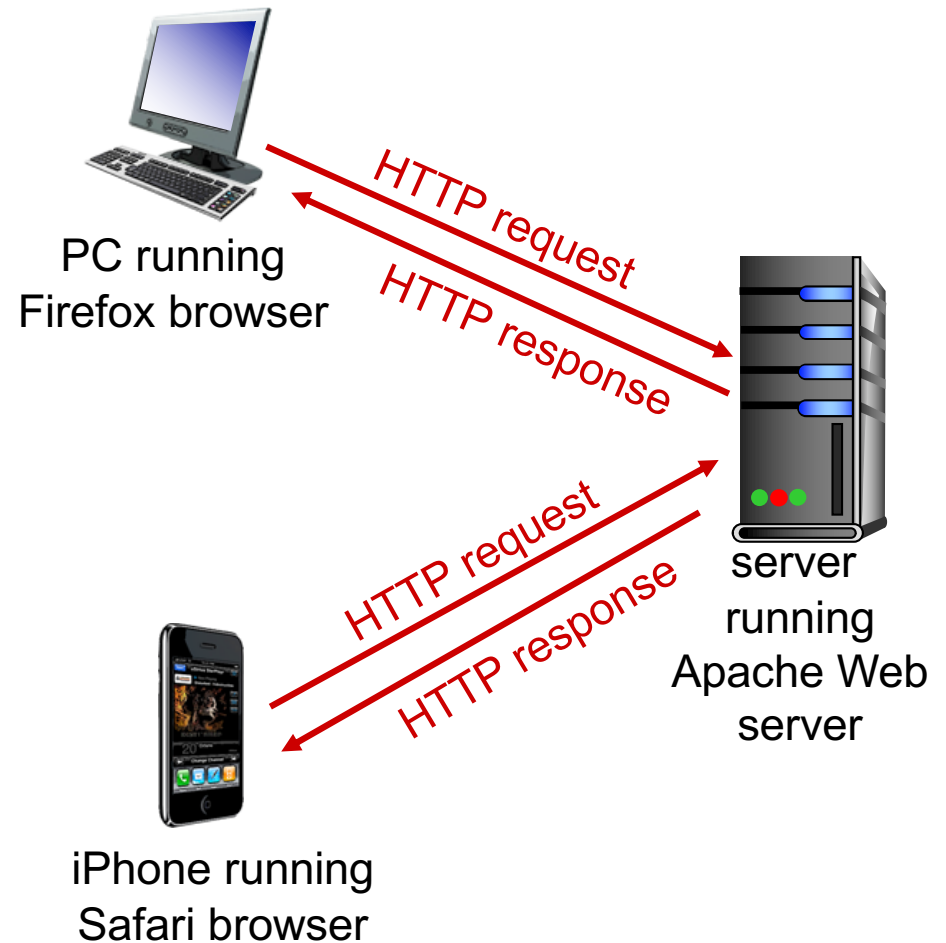 HTTP request
HTTP response
PC running
Firefox browser
HTTP request
HTTP response
server
running
Apache Web
server
iPhone running
Safari browser